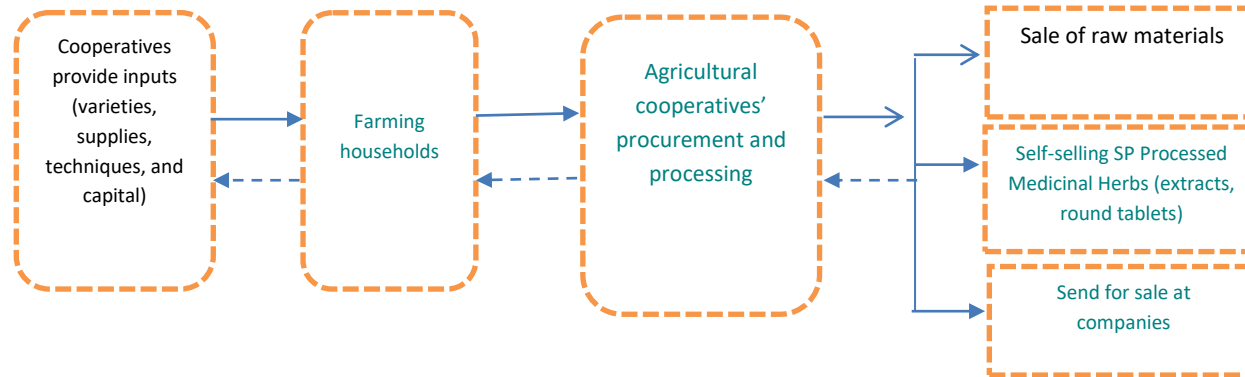 Cooperatives
provide inputs
(varieties,
supplies,
techniques, and
capital)
Farming
households
Agricultural
cooperatives’
procurement and
processing
Sale of raw materials
Self-selling SP Processed
Medicinal Herbs (extracts,
round tablets)
Send for sale at
companies